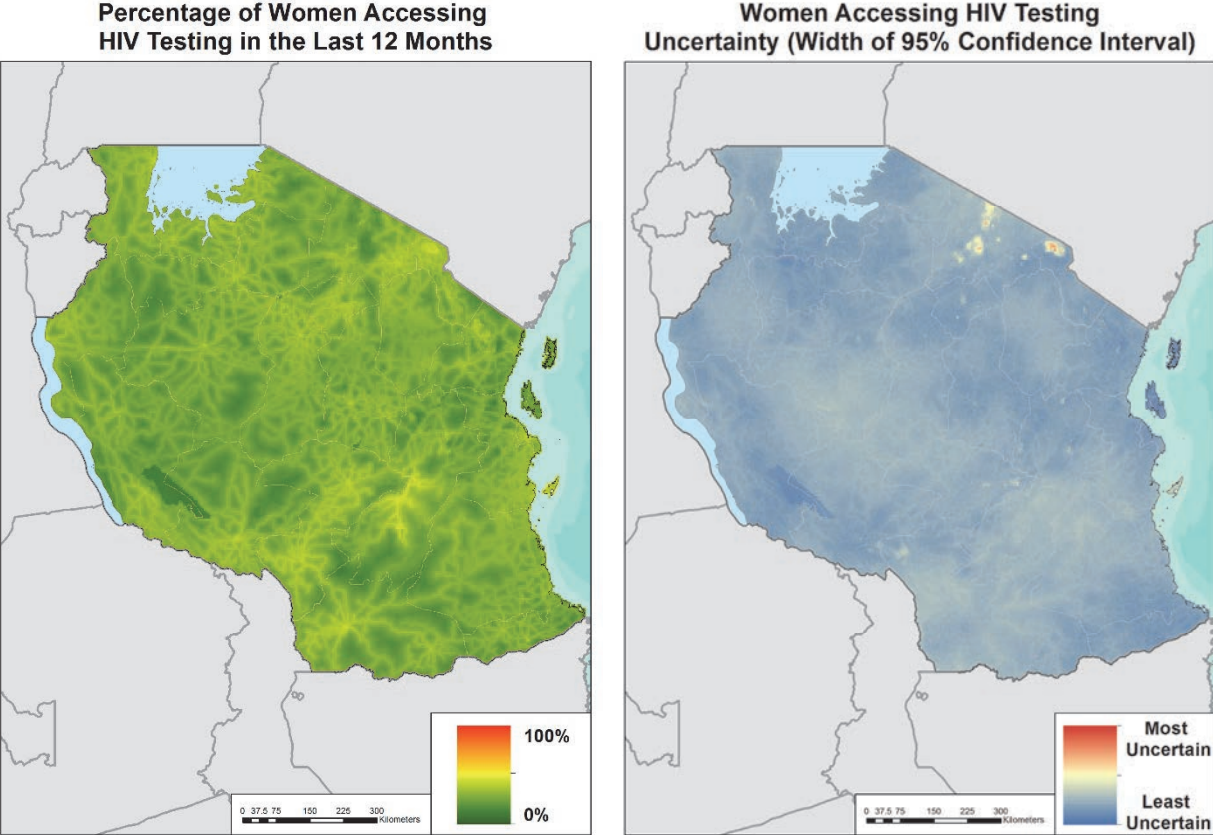 Percentage of Women Accessing
HIV Testing in the Last 12 Months
100%
0%
0 37.5 75 150 225 300
Kilometers
Women Accessing HIV Testing
Uncertainty (Width of 95% Confidence Interval)
Most
Uncertain
Least
Uncertain
0 37.5 75 150 225 300
Kilometers